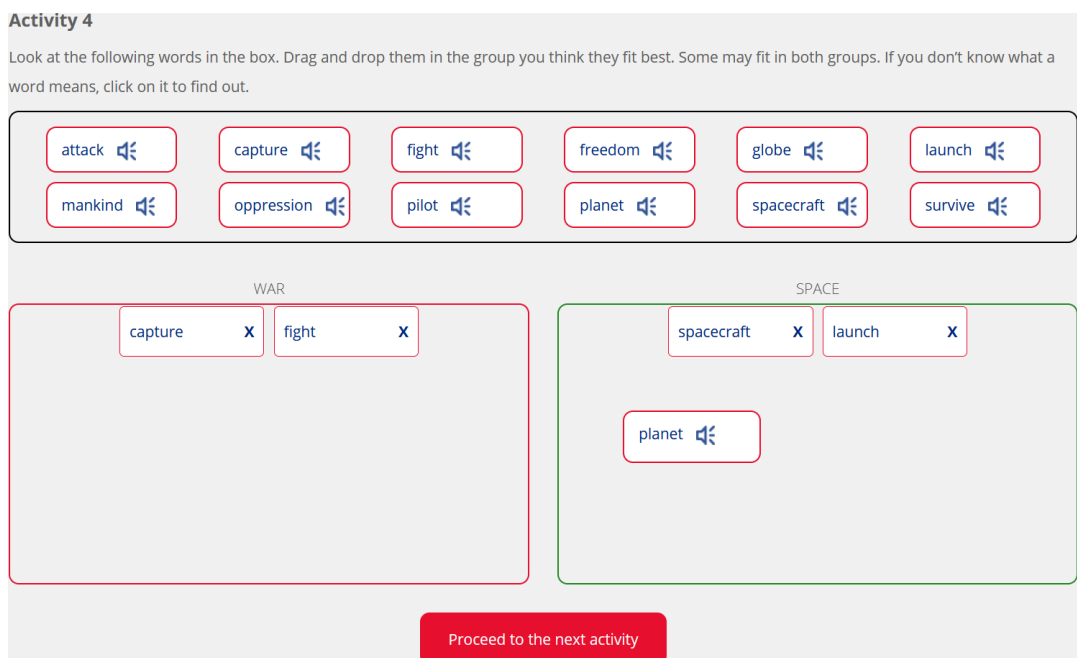 Activity 4
Look at the following words in the box. Drag and drop them in the group you think they fit best. Some may fit in both groups. If you don’t know what a
word means, click on it to find out.
attack capture fight freedom globe launch
mankind oppression pilot planet spacecraft survive
WAR SPACE
capture X fight X spacecraft X launch X
planet
Proceed to the next activity